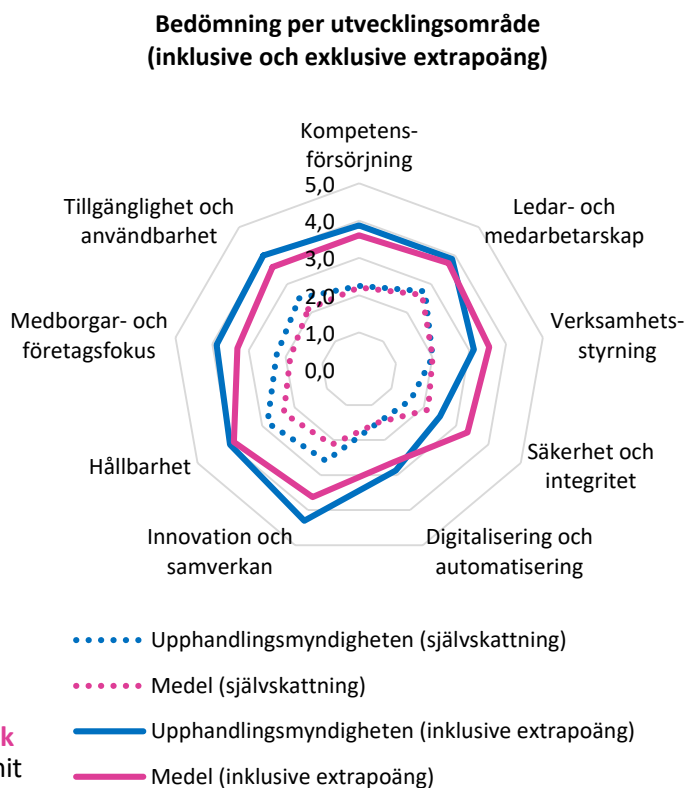 Bedömning per utvecklingsområde
(inklusive och exklusive extrapoäng)
Kompetens-
försörjning
5,0
4,0
3,0
2,0
1,0
0,0
Ledar- och
medarbetarskap
Verksamhets-
styrning
Säkerhet och
integritet
Digitalisering och
automatisering
Innovation och
samverkan
Hållbarhet
Medborgar- och
företagsfokus
Tillgänglighet och
användbarhet
Upphandlingsmyndigheten (självskattning)
Medel (självskattning)
Upphandlingsmyndigheten (inklusive extrapoäng)
Medel (inklusive extrapoäng)